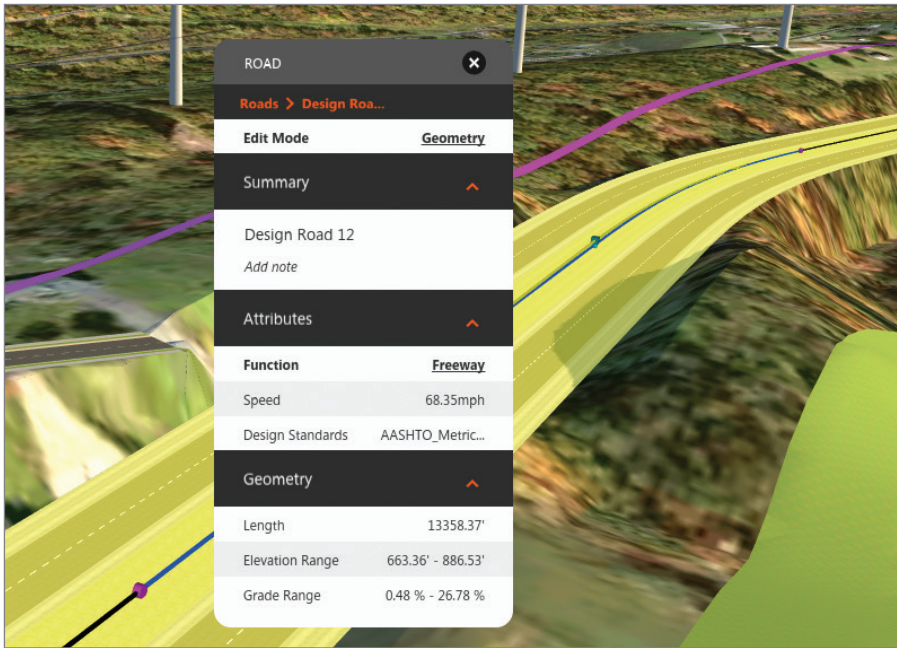 ROAD
Roads > Design Roa...
Edit Mode Geometry
Summary
Design Road 12
Add note
Attributes
Function Freeway
Speed 68.35mph
Design Standards AASHTO_Metric...
Geometry
Length 13358.37'
Elevation Range 663.36' - 886.53'
Grade Range 0.48 % - 26.78 %